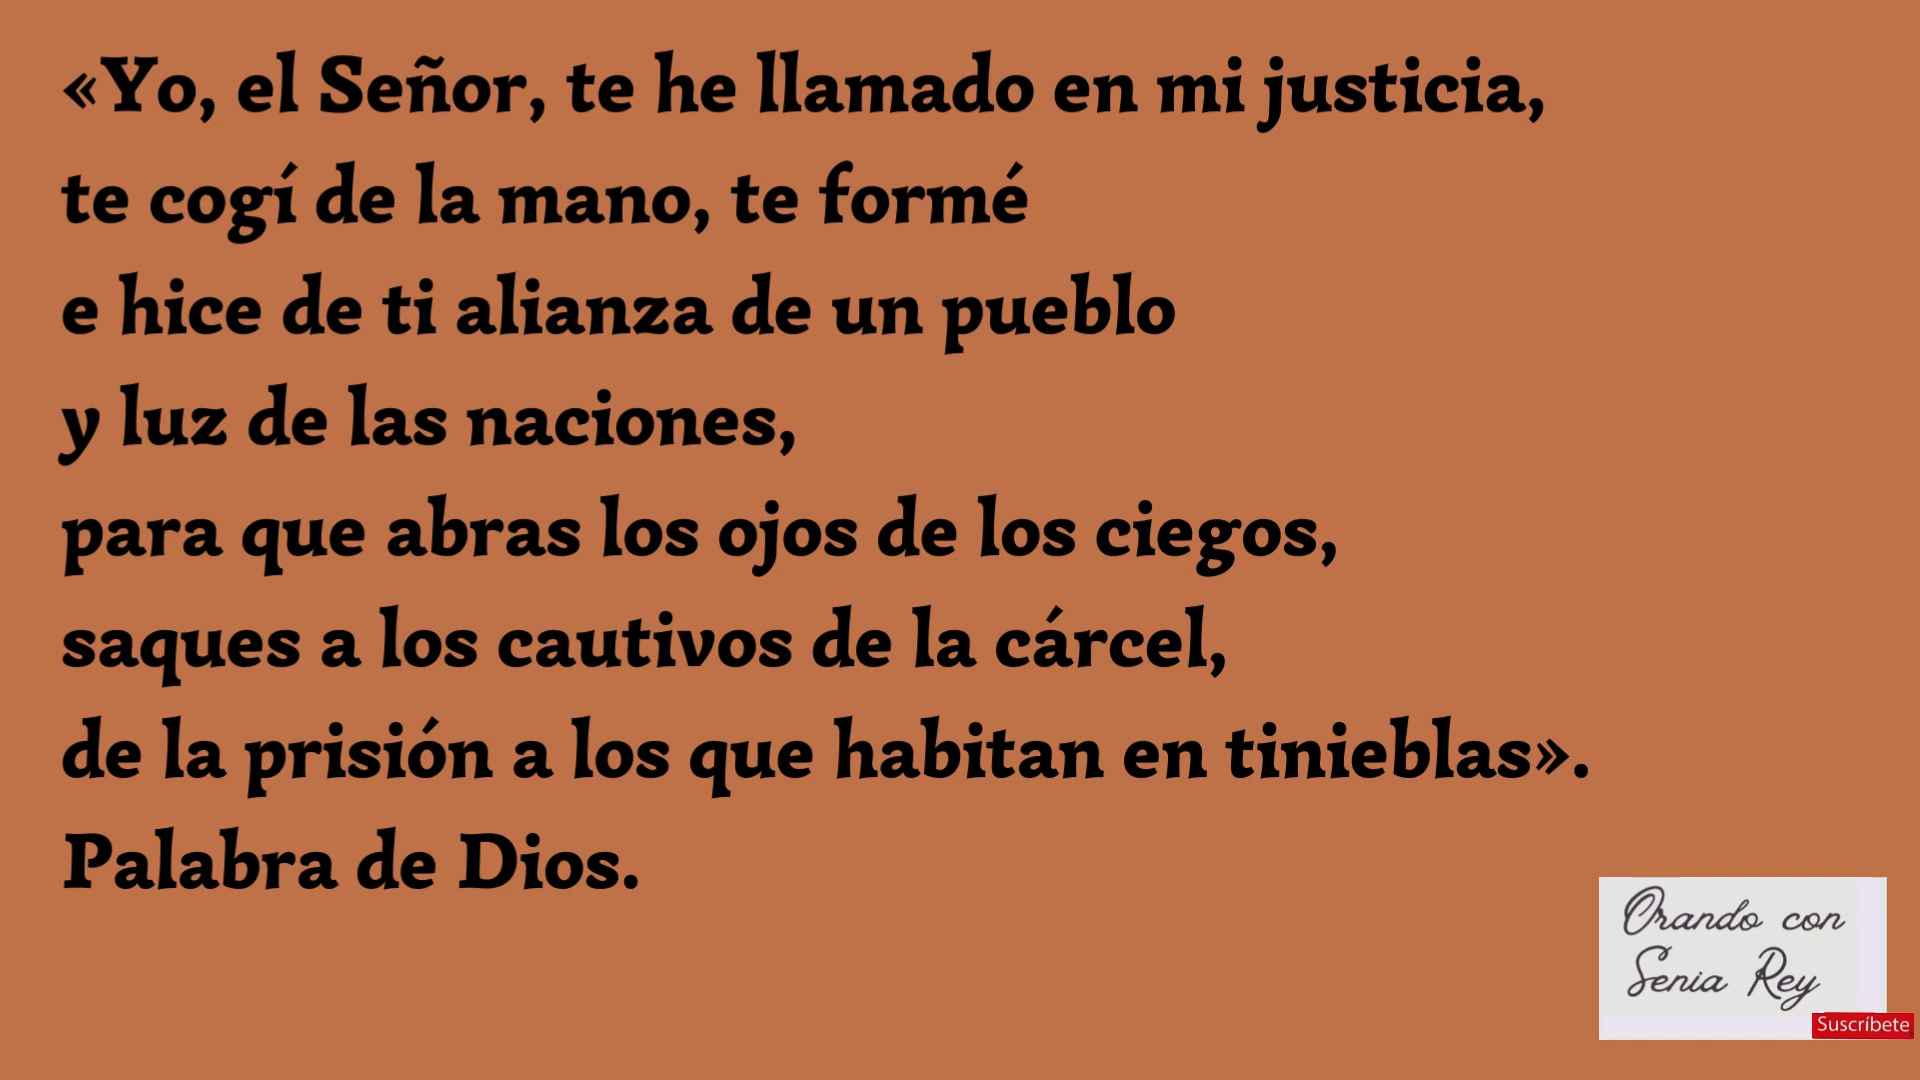 «Yo, el Señor, te he llamado en mi justicia,
te cogí de la mano, te formé
e hice de ti alianza de un pueblo
y luz de las naciones,
para que abras los ojos de los ciegos,
saques a los cautivos de la cárcel,
de la prisión a los que habitan en tinieblas».
Palabra de Dios.
Orando con
Senia Rey
Suscríbete